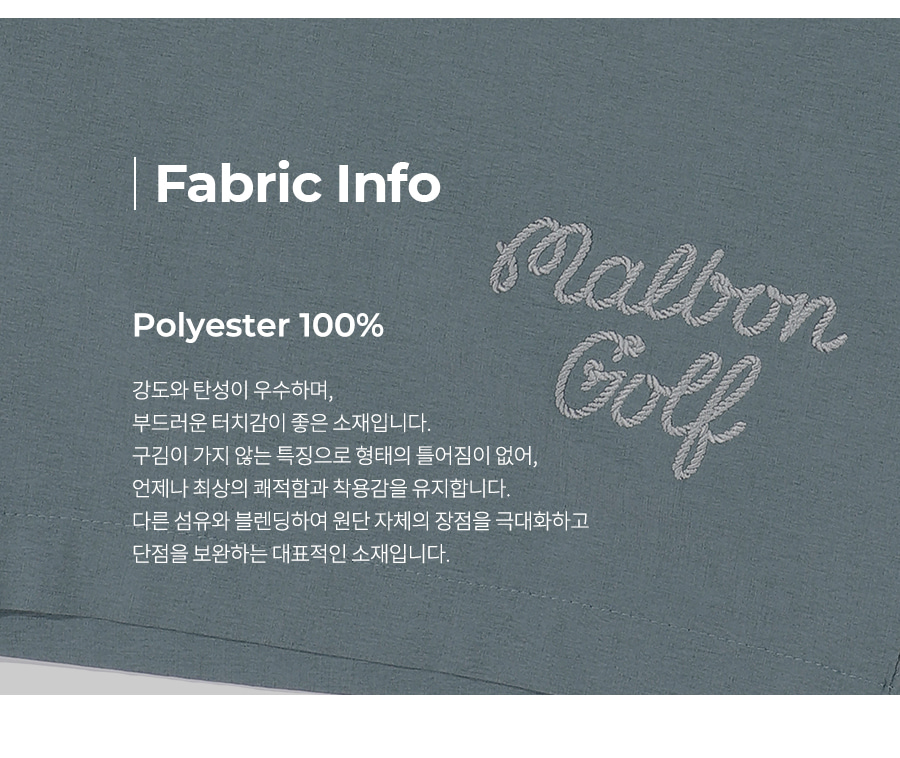 Fabric Info
Malbon
Golf
Polyester 100%
강도와 탄성이 우수하며,
부드러운 터치감이 좋은 소재입니다.
구김이 가지 않는 특징으로 형태의 틀어짐이 없어,
언제나 최상의 쾌적함과 착용감을 유지합니다.
다른 섬유와 블렌딩하여 원단 자체의 장점을 극대화하고
단점을 보완하는 대표적인 소재입니다.